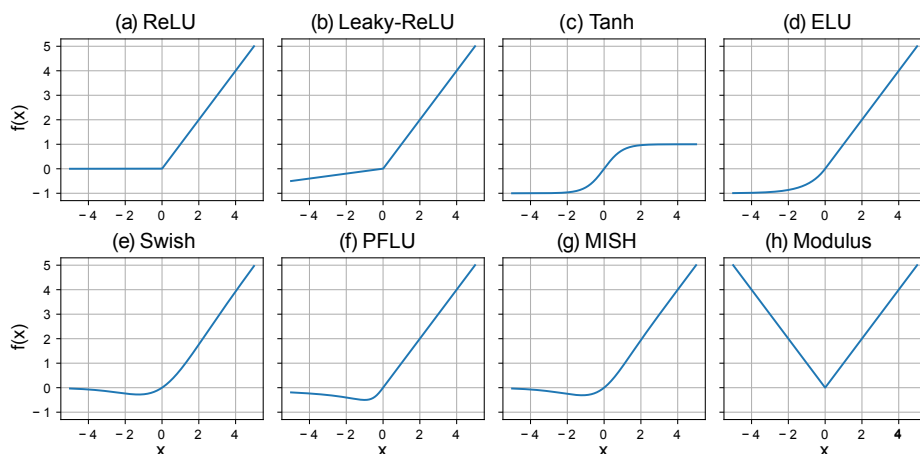 (a) ReLU (b) Leaky-ReLU (c) Tanh (d) ELU
5
4
3
2
1
0
−1
f(x)
−4 −2 0 2 4 −4 −2 0 2 4 −4 −2 0 2 4 −4 −2 0 2 4
(e) Swish (f) PFLU (g) MISH (h) Modulus
5
4
3
2
1
0
−1
f(x)
−4 −2 0 2 4 −4 −2 0 2 4 −4 −2 0 2 4 −4 −2 0 2 4
x x x x